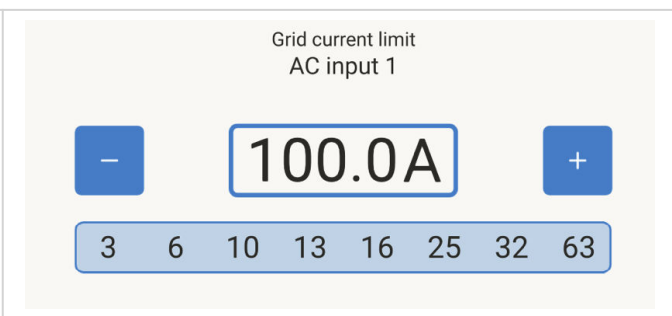 Grid current limit
AC input 1
− 100.0A +
3 6 10 13 16 25 32 63